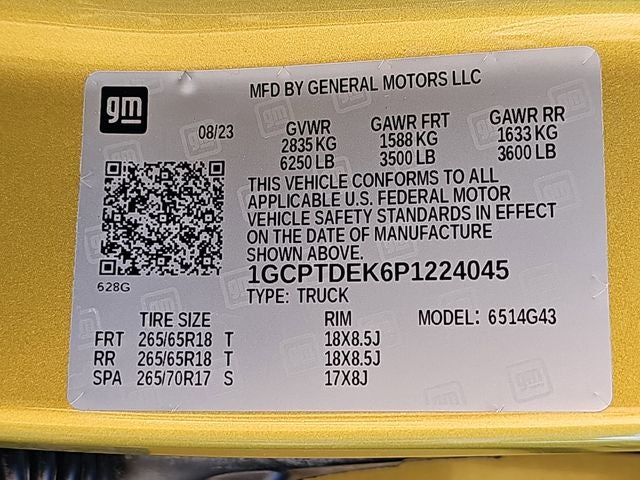 gm
MFD BY GENERAL MOTORS LLC
08/23
GVWR GAWR FRT GAWR RR
2835 KG 1588 KG 1633 KG
6250 LB 3500 LB 3600 LB
THIS VEHICLE CONFORMS TO ALL
APPLICABLE U.S. FEDERAL MOTOR
VEHICLE SAFETY STANDARDS IN EFFECT
ON THE DATE OF MANUFACTURE
SHOWN ABOVE.
1GCPTDEK6P1224045
628G
TYPE: TRUCK
TIRE SIZE RIM MODEL: 6514G43
FRT 265/65R18 T 18X8.5J
RR 265/65R18 T 18X8.5J
SPA 265/70R17 S 17X8J